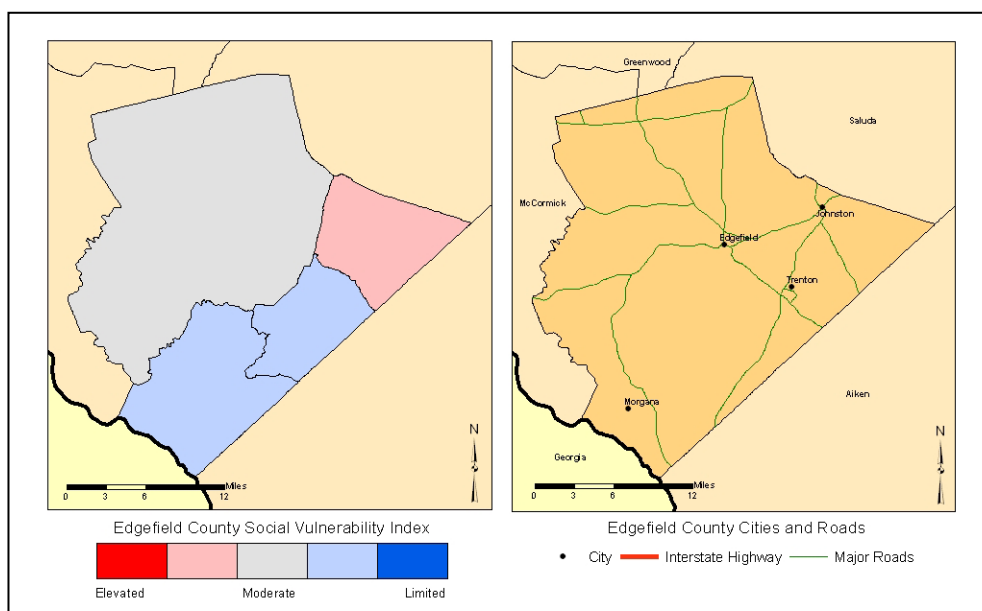 N
Miles
0 3 6 12
Edgefield County Social Vulnerability Index
Elevated Moderate Limited
Greenwood
Saluda
McCormick
Johnston
Edgefield
Trenton
Aiken
Morgana
Georgia
N
Miles
0 3 6 12
Edgefield County Cities and Roads
City Interstate Highway Major Roads